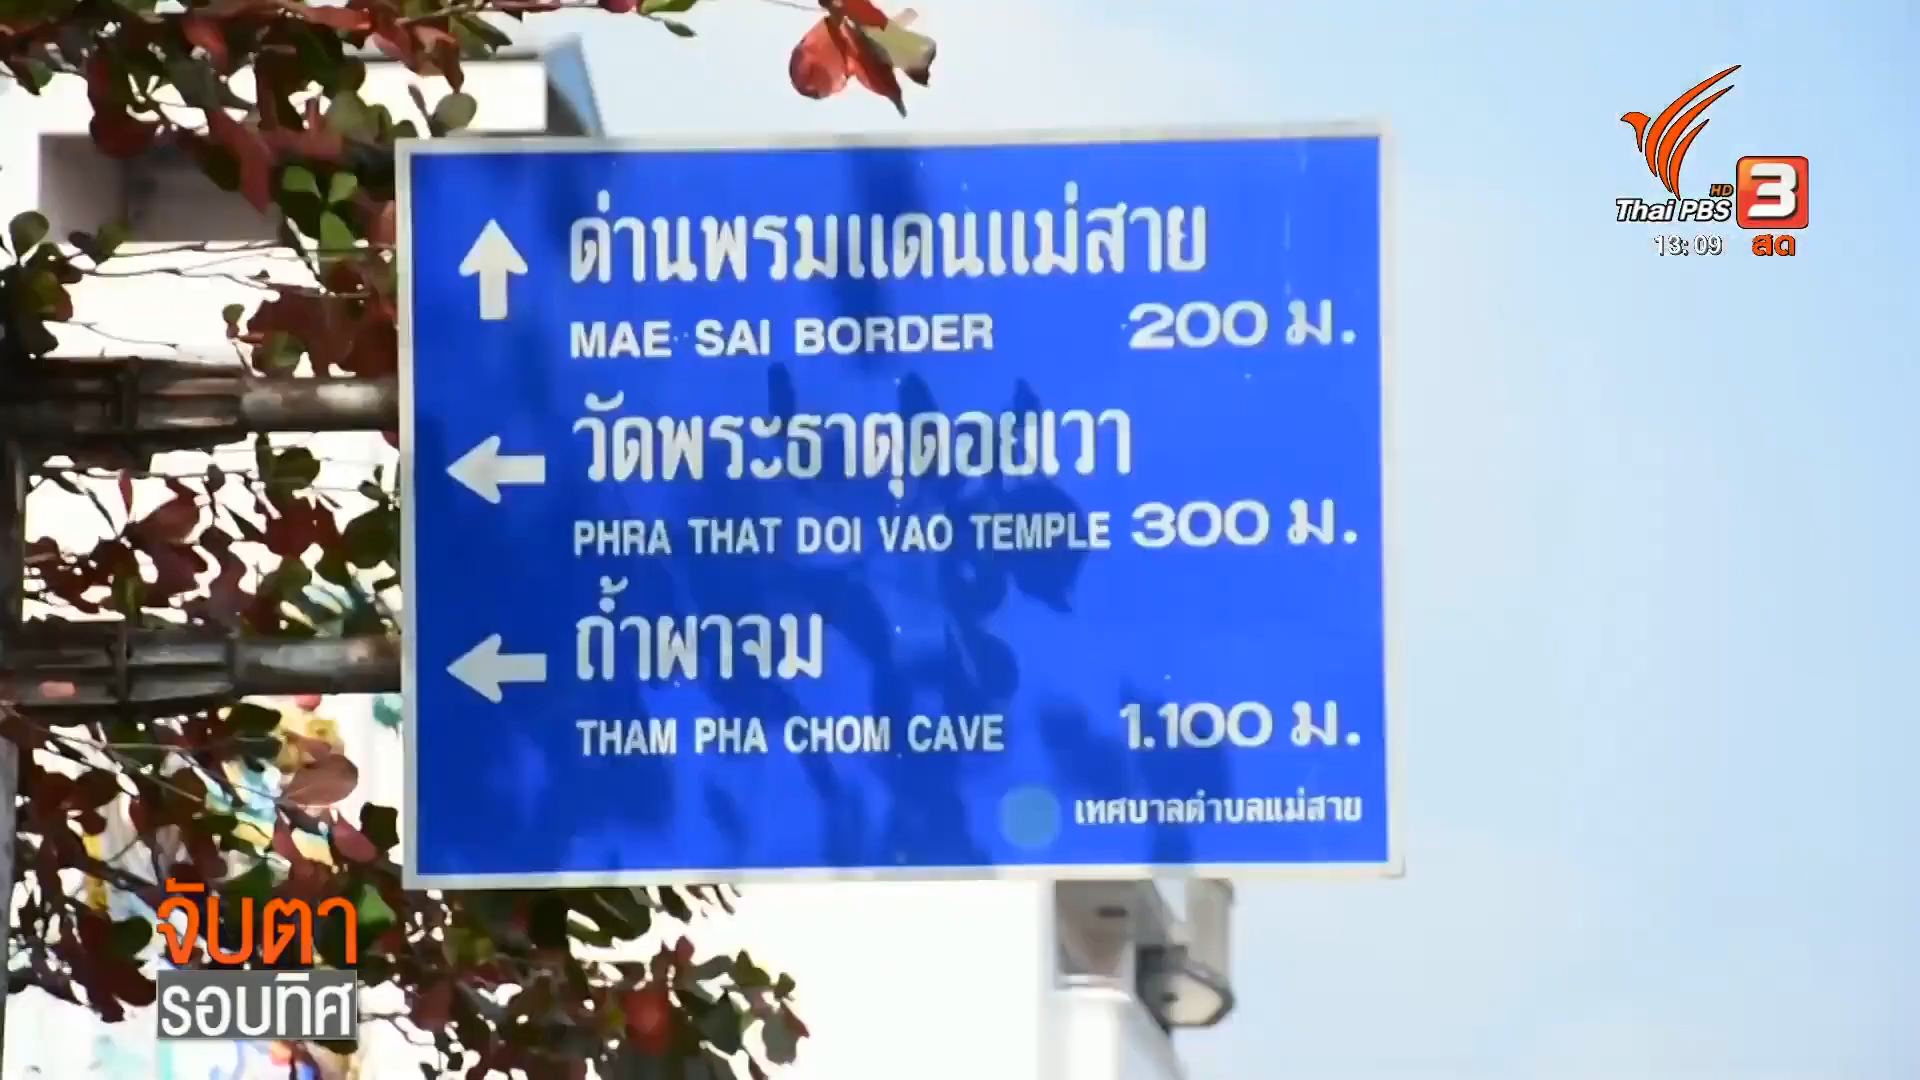 ด่านพรมแดนแม่สาย
MAE SAI BORDER 200 ม.
วัดพระธาตุดอยเวา
PHRA THAT DOI VAO TEMPLE 300 ม.
ถ้ำผาจม
THAM PHA CHOM CAVE 1.100 ม.
เทศบาลตำบลแม่สาย
HD 3
Thai PBS
13:09 สด
จับตา
รอบทิศ